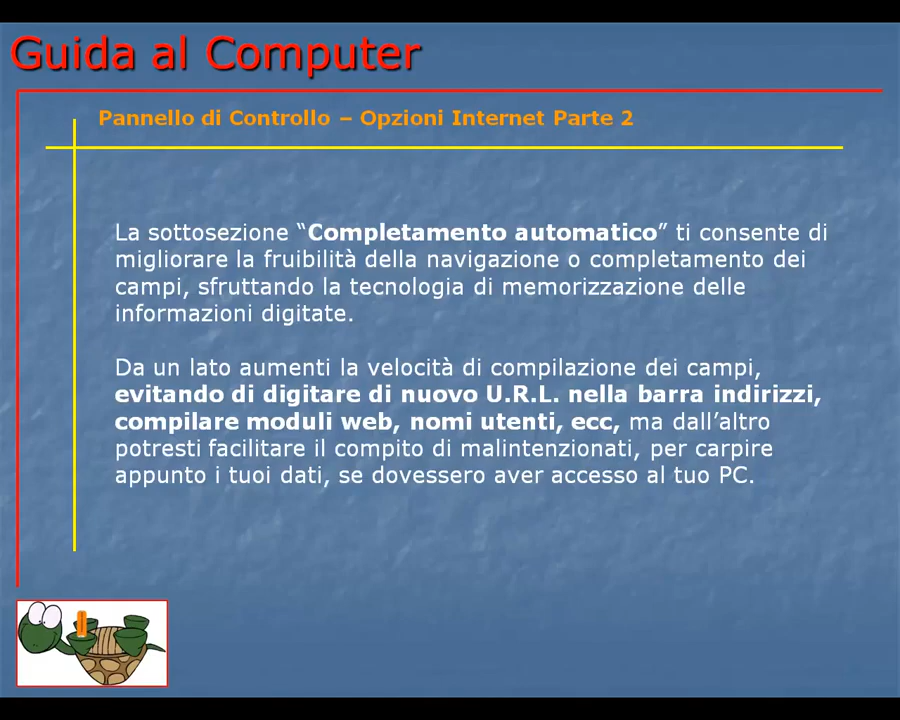 Guida al Computer
Pannello di Controllo – Opzioni Internet Parte 2
La sottosezione “Completamento automatico” ti consente di
migliorare la fruibilità della navigazione o completamento dei
campi, sfruttando la tecnologia di memorizzazione delle
informazioni digitate.
Da un lato aumenti la velocità di compilazione dei campi,
evitando di digitare di nuovo U.R.L. nella barra indirizzi,
compilare moduli web, nomi utenti, ecc, ma dall’altro
potresti facilitare il compito di malintenzionati, per carpire
appunto i tuoi dati, se dovessero aver accesso al tuo PC.